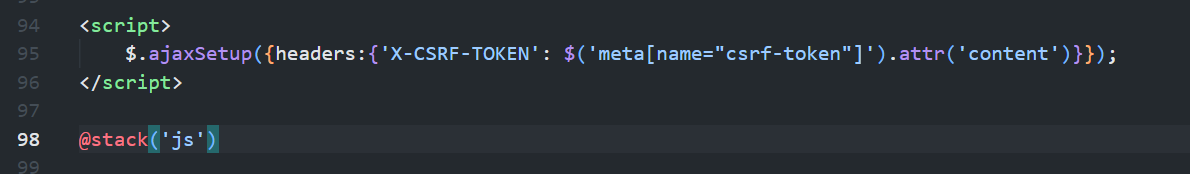 94 <script>
95 $.ajaxSetup({headers:{'X-CSRF-TOKEN': $('meta[name="csrf-token"]').attr('content')}});
96 </script>
97
98 @stack('js')
99